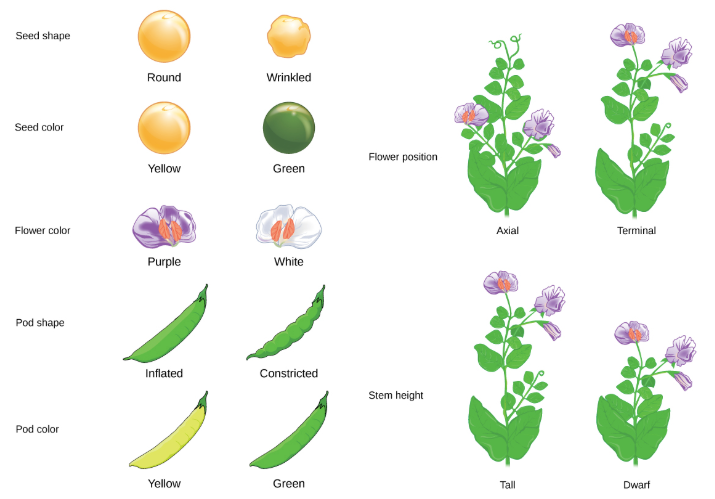 Seed shape
Round
Wrinkled
Seed color
Yellow
Green
Flower color
Purple
White
Pod shape
Inflated
Constricted
Pod color
Yellow
Green
Flower position
Axial
Terminal
Stem height
Tall
Dwarf